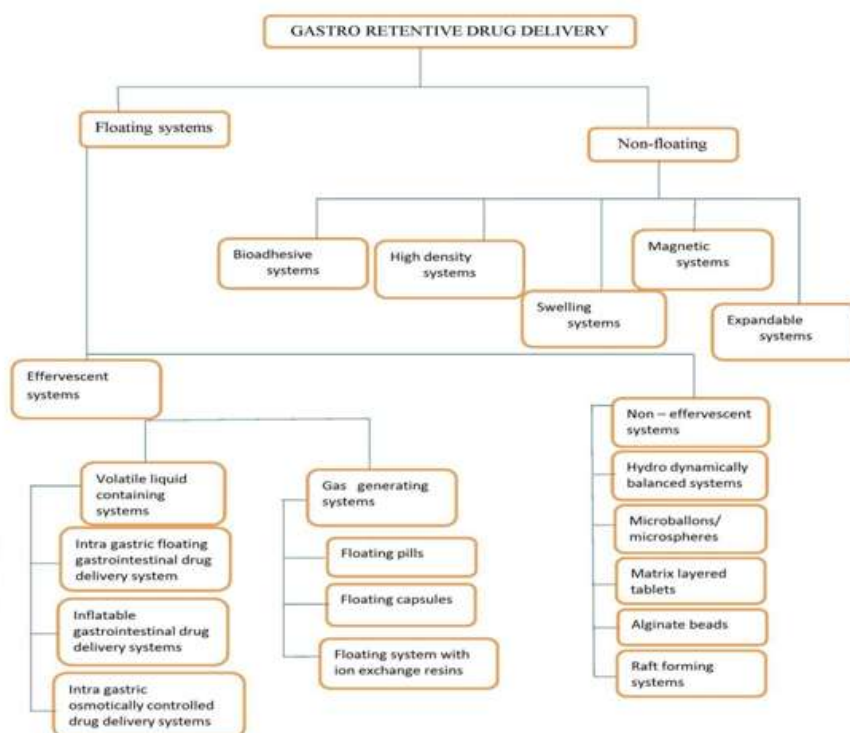 GASTRO RETENTIVE DRUG DELIVERY
Floating systems
Non-floating
Bioadhesive
systems
High density
systems
Swelling
systems
Magnetic
systems
Expandable
systems
Effervescent
systems
Volatile liquid
containing
systems
Intra gastric floating
gastrointestinal drug
delivery system
Inflatable
gastrointestinal drug
delivery systems
Intra gastric
osmotically controlled
drug delivery systems
Gas generating
systems
Floating pills
Floating capsules
Floating system with
ion exchange resins
Non – effervescent
systems
Hydro dynamically
balanced systems
Microballons/
microspheres
Matrix layered
tablets
Alginate beads
Raft forming
systems